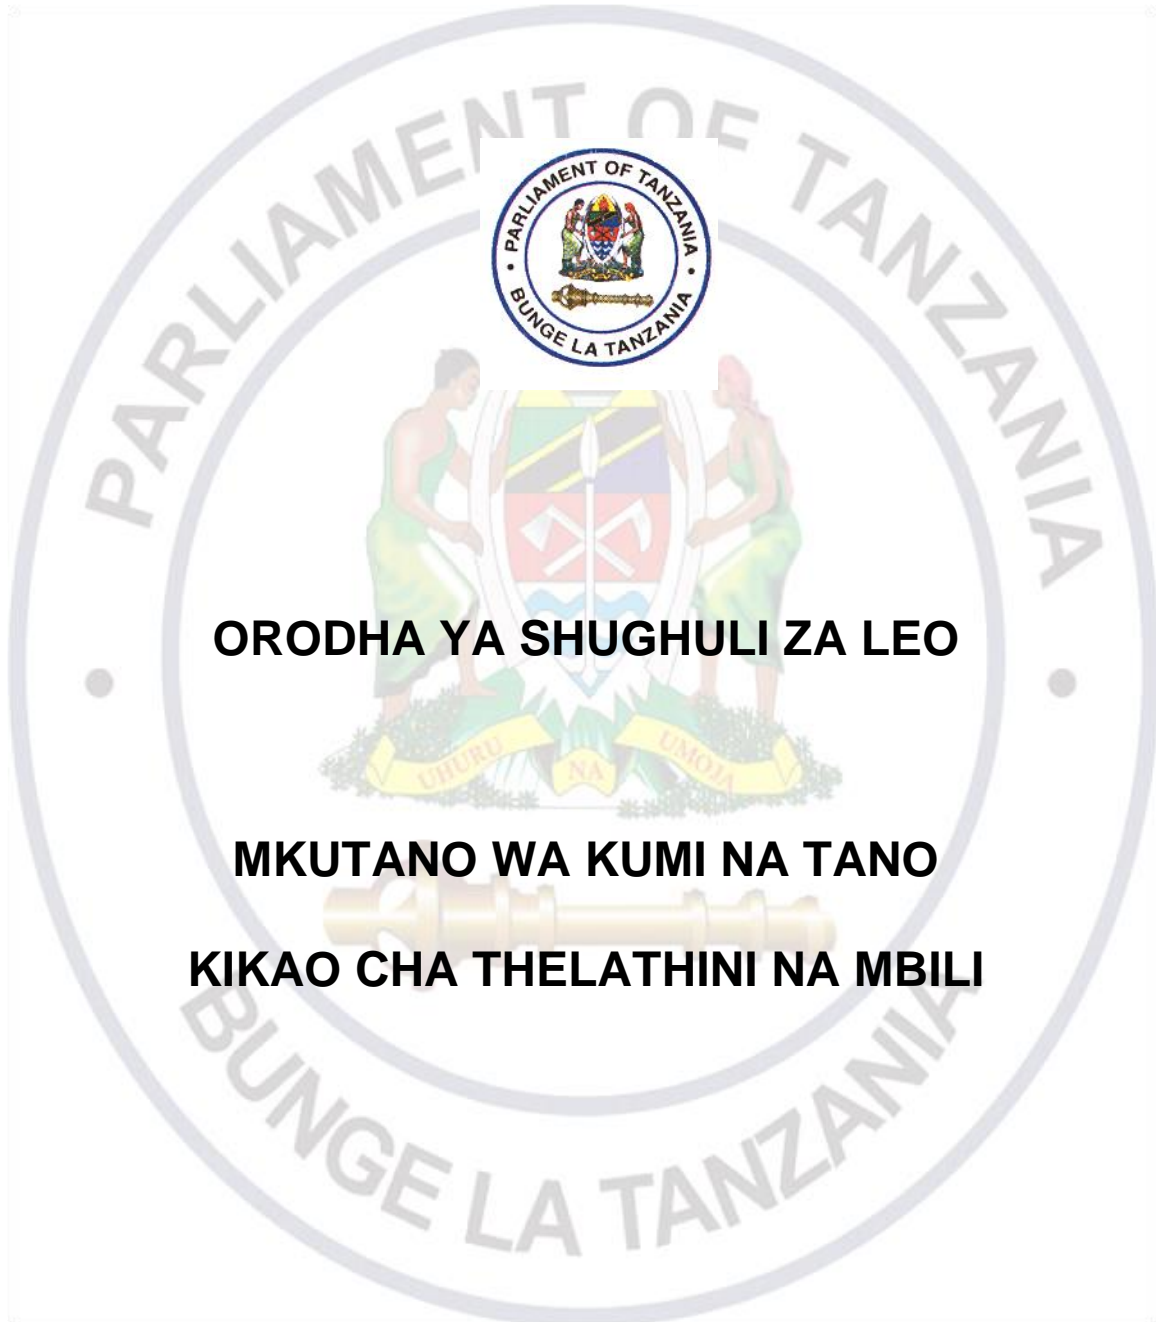 PARLIAMENT OF TANZANIA
BUNGE LA TANZANIA
PARLIAMENT OF TANZANIA
BUNGE LA TANZANIA
ORODHA YA SHUGHULI ZA LEO
UHURU NA UMOJA
MKUTANO WA KUMI NA TANO
KIKAO CHA THELATHINI NA MBILI